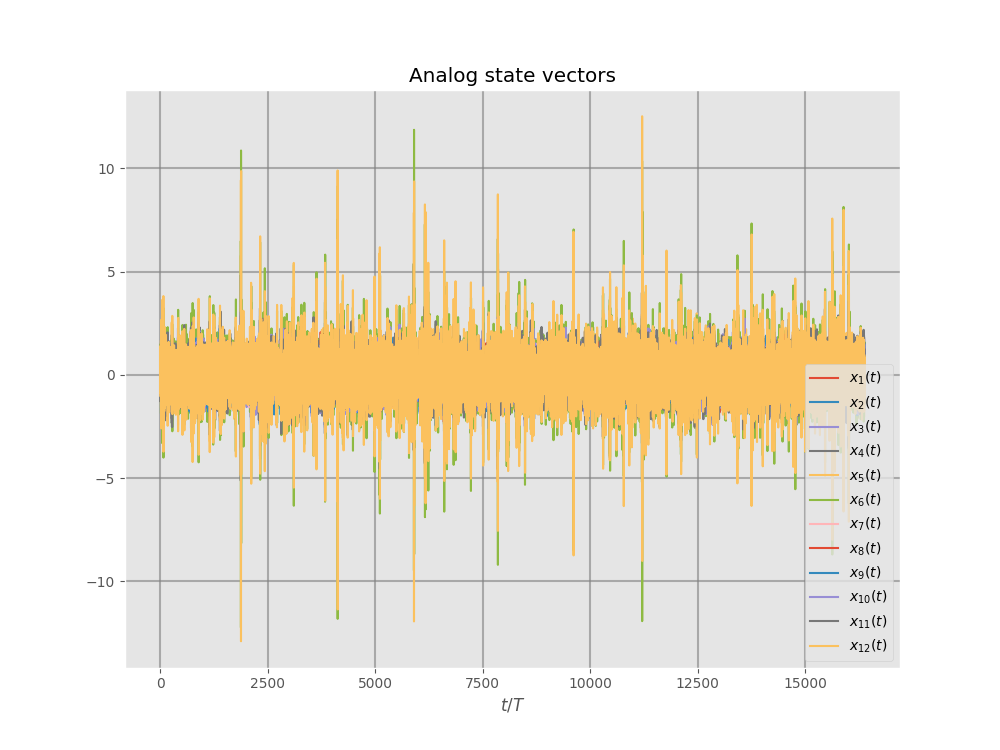 Analog state vectors
10
5
0
−5
−10
0 2500 5000 7500 10000 12500 15000
t/T
x₁(t)
x₂(t)
x₃(t)
x₄(t)
x₅(t)
x₆(t)
x₇(t)
x₈(t)
x₉(t)
x₁₀(t)
x₁₁(t)
x₁₂(t)